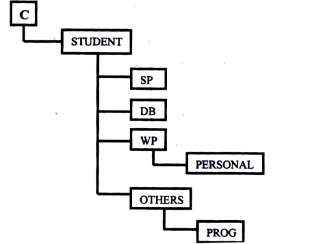 C
STUDENT
SP
DB
WP
PERSONAL
OTHERS
PROG